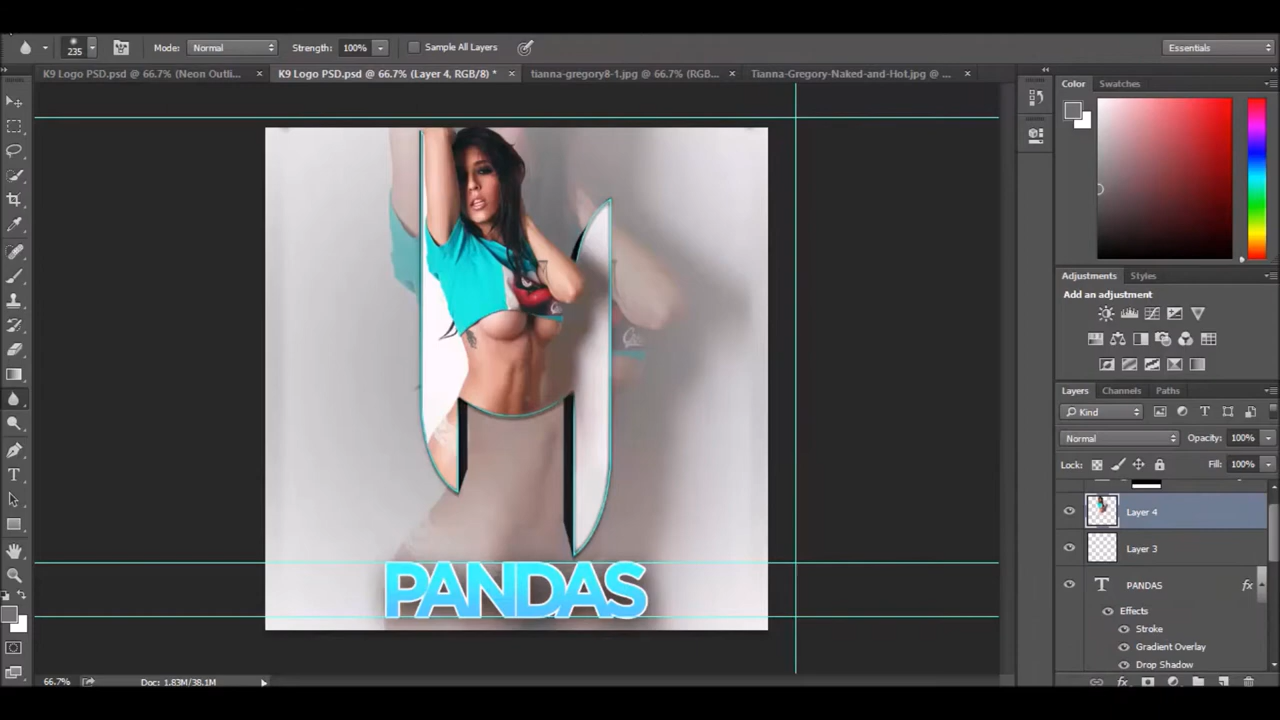 235 Mode: Normal Strength: 100% Sample All Layers Essentials
K9 Logo PSD.psd @ 66.7% (Neon Outli... × K9 Logo PSD.psd @ 66.7% (Layer 4, RGB/8) * × tianna-gregory8-1.jpg @ 66.7% (RGB... × Tianna-Gregory-Naked-and-Hot.jpg @ ... ×
Color Swatches
Adjustments Styles
Add an adjustment
Layers Channels Paths
Kind
Normal Opacity: 100%
Lock: Fill: 100%
Layer 4
Layer 3
T PANDAS fx
Effects
Stroke
Gradient Overlay
Drop Shadow
PANDAS
66.7% Doc: 1.83M/38.1M